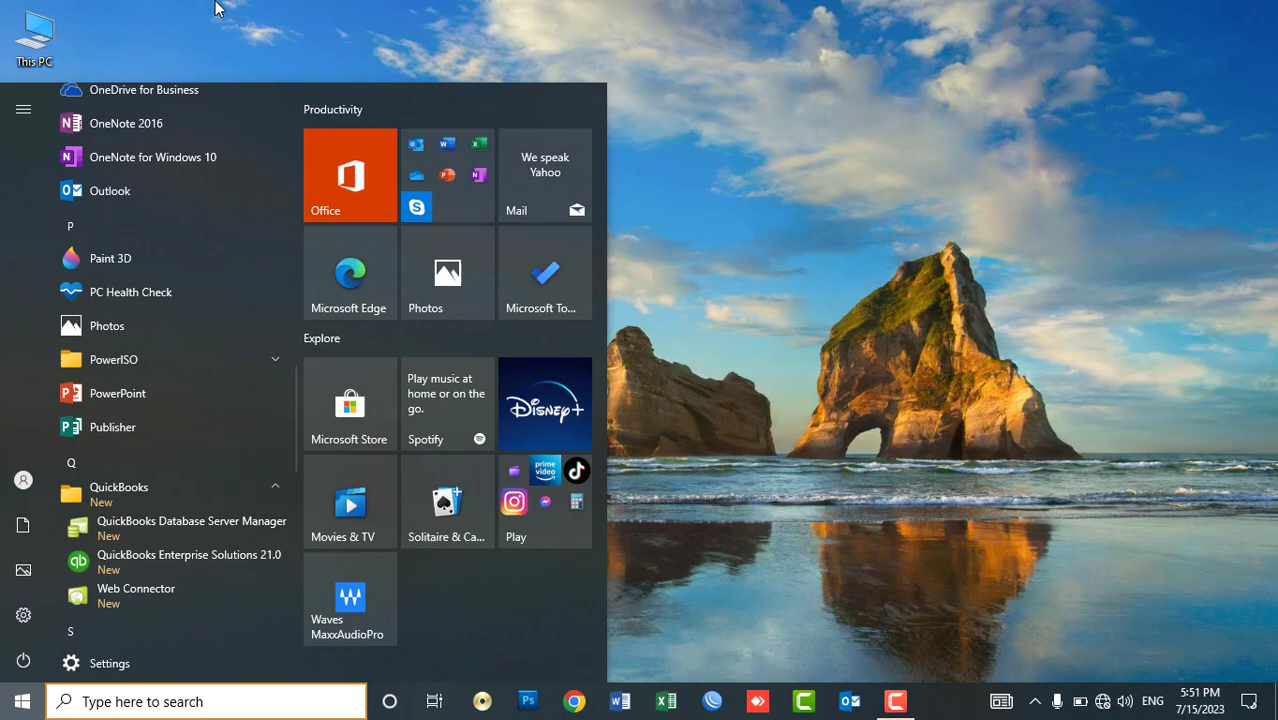 This PC
OneDrive for Business
OneNote 2016
OneNote for Windows 10
Outlook
P
Paint 3D
PC Health Check
Photos
PowerISO
PowerPoint
Publisher
Q
QuickBooks
New
QuickBooks Database Server Manager
New
QuickBooks Enterprise Solutions 21.0
New
Web Connector
New
S
Settings
Productivity
Office
We speak
Yahoo
Mail
Microsoft Edge
Photos
Microsoft To...
Explore
Microsoft Store
Play music at
home or on the
go.
Spotify
Disney+
Movies & TV
Solitaire & Ca...
prime
video
Play
Waves
MaxxAudioPro
Type here to search
Ps
ENG
5:51 PM
7/15/2023